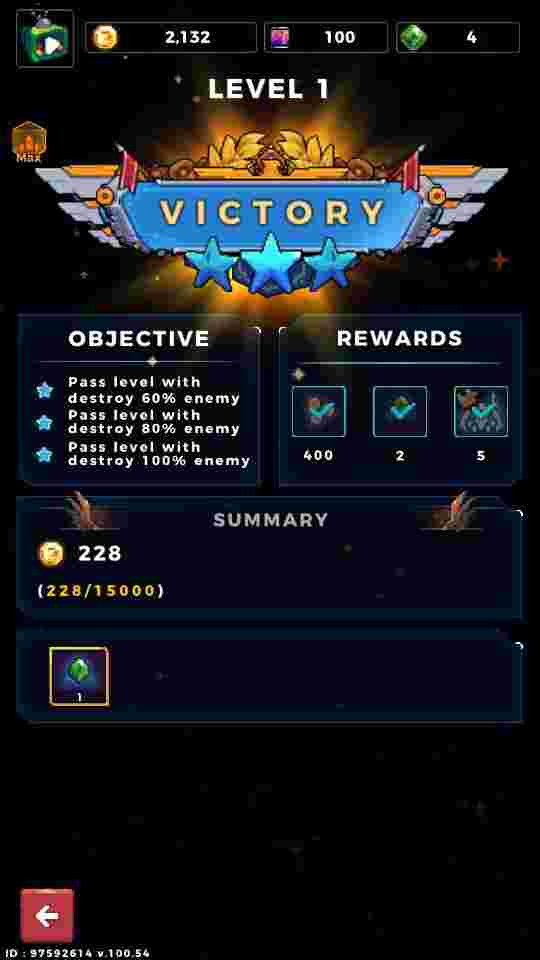 2,132
100
4
LEVEL 1
Max
VICTORY
OBJECTIVE
Pass level with
destroy 60% enemy
Pass level with
destroy 80% enemy
Pass level with
destroy 100% enemy
REWARDS
400
2
5
SUMMARY
228
(228/15000)
1
ID : 97592614 v.100.54